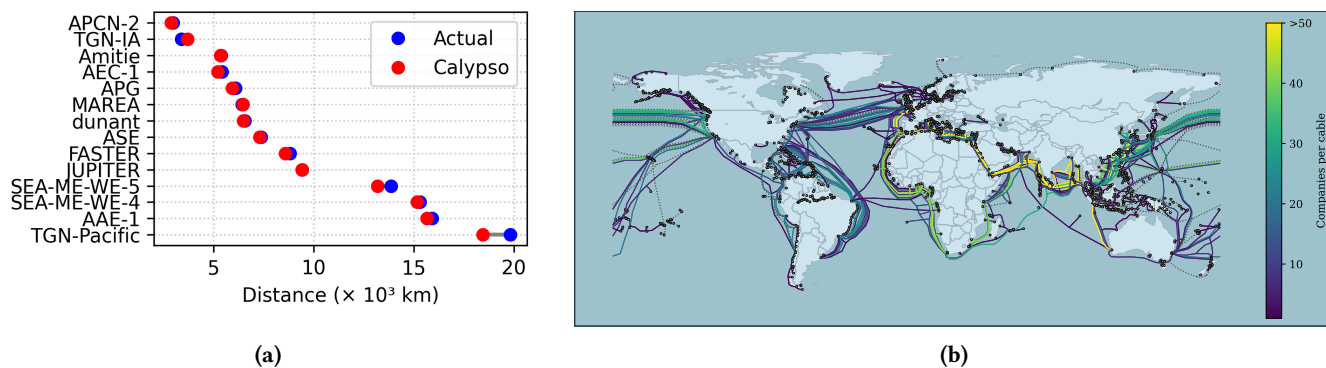 APCN-2
TGN-IA
Amitie
AEC-1
APG
MAREA
dunant
ASE
FASTER
JUPITER
SEA-ME-WE-5
SEA-ME-WE-4
AAE-1
TGN-Pacific
Actual
Calypso
5 10 15 20
Distance (× 10³ km)
(a)
>50
40
30
20
10
Companies per cable
(b)